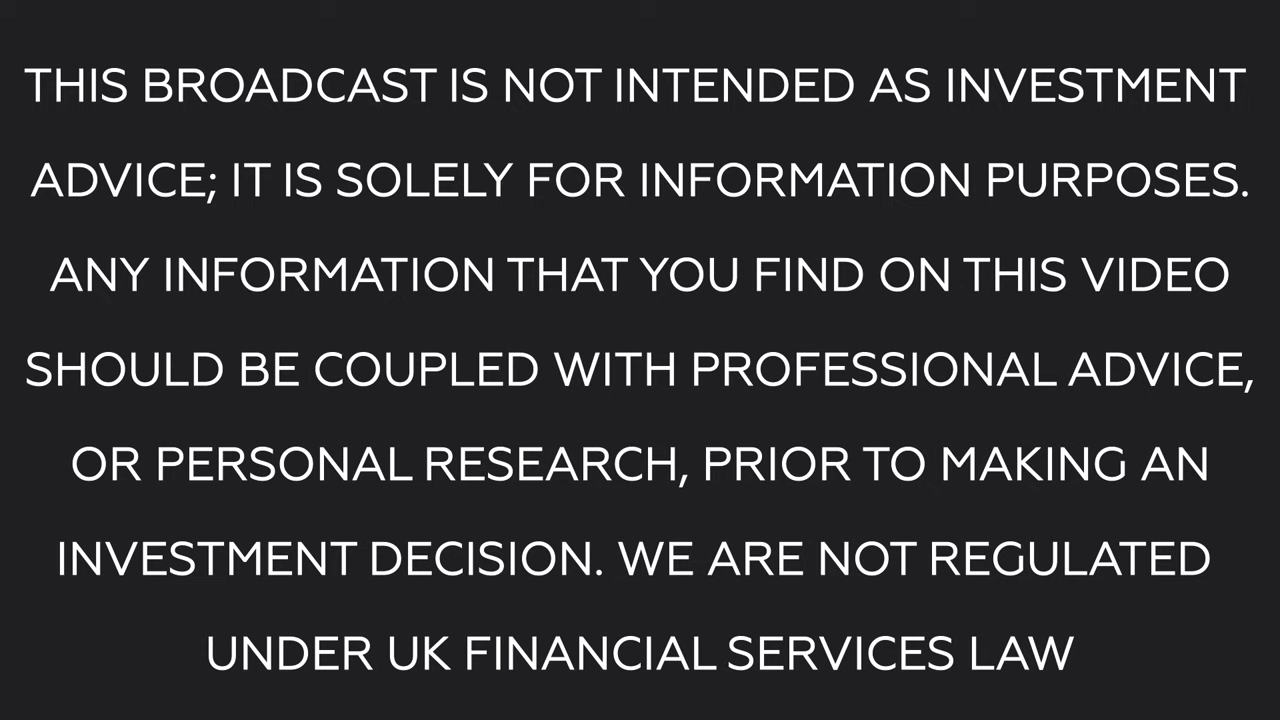 THIS BROADCAST IS NOT INTENDED AS INVESTMENT
ADVICE; IT IS SOLELY FOR INFORMATION PURPOSES.
ANY INFORMATION THAT YOU FIND ON THIS VIDEO
SHOULD BE COUPLED WITH PROFESSIONAL ADVICE,
OR PERSONAL RESEARCH, PRIOR TO MAKING AN
INVESTMENT DECISION. WE ARE NOT REGULATED
UNDER UK FINANCIAL SERVICES LAW